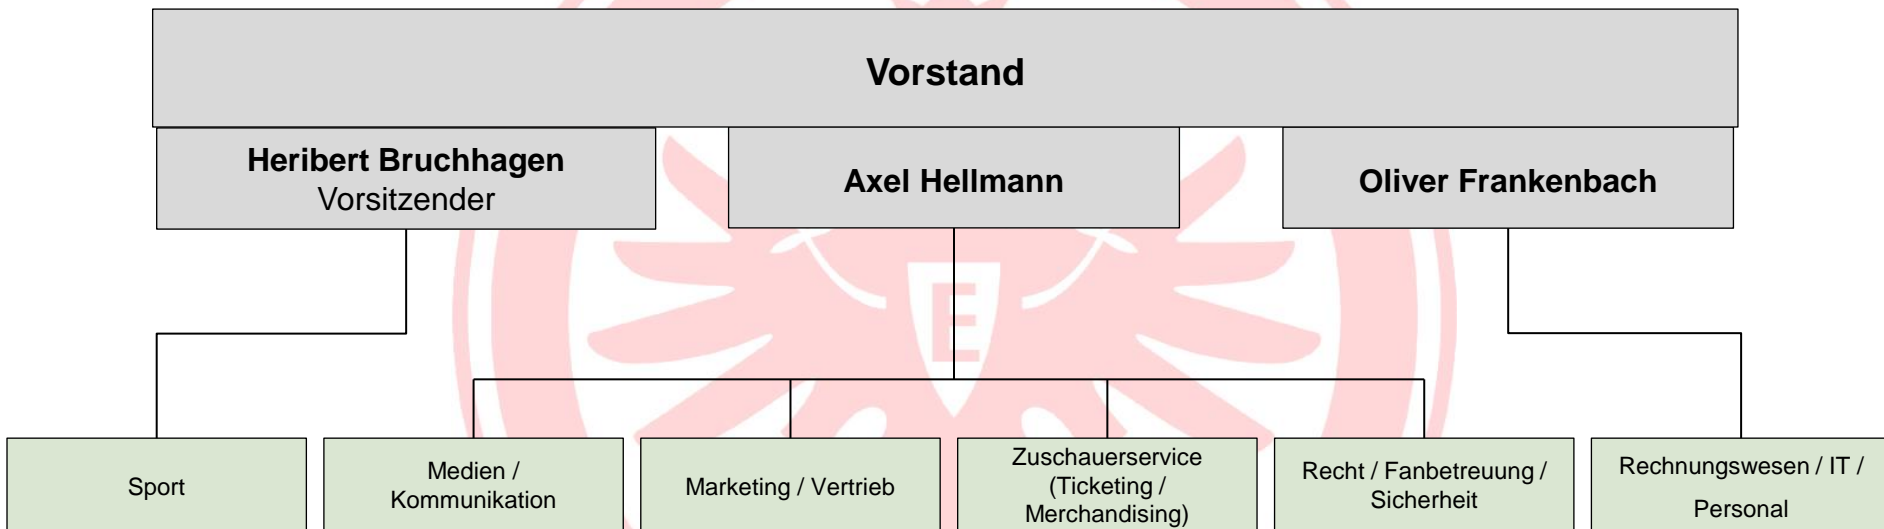 Vorstand
Heribert Bruchhagen
Vorsitzender
Axel Hellmann
Oliver Frankenbach
E
Sport
Medien /
Kommunikation
Marketing / Vertrieb
Zuschauerservice
(Ticketing /
Merchandising)
Recht / Fanbetreuung /
Sicherheit
Rechnungswesen / IT /
Personal